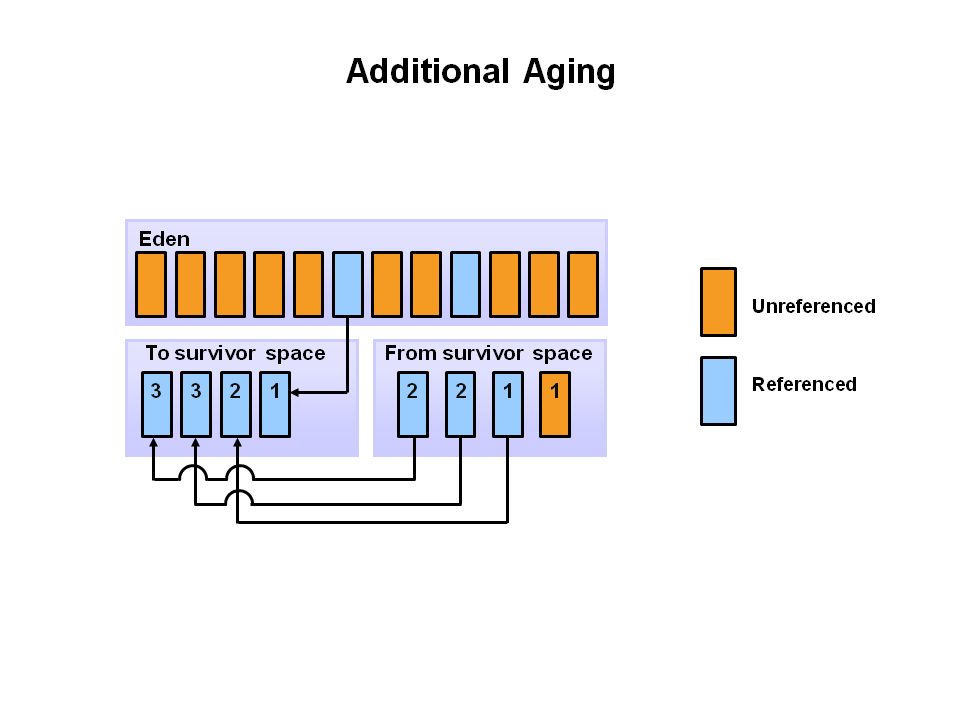 Additional Aging
Eden
To survivor space
From survivor space
3 3 2 1
2 2 1 1
Unreferenced
Referenced